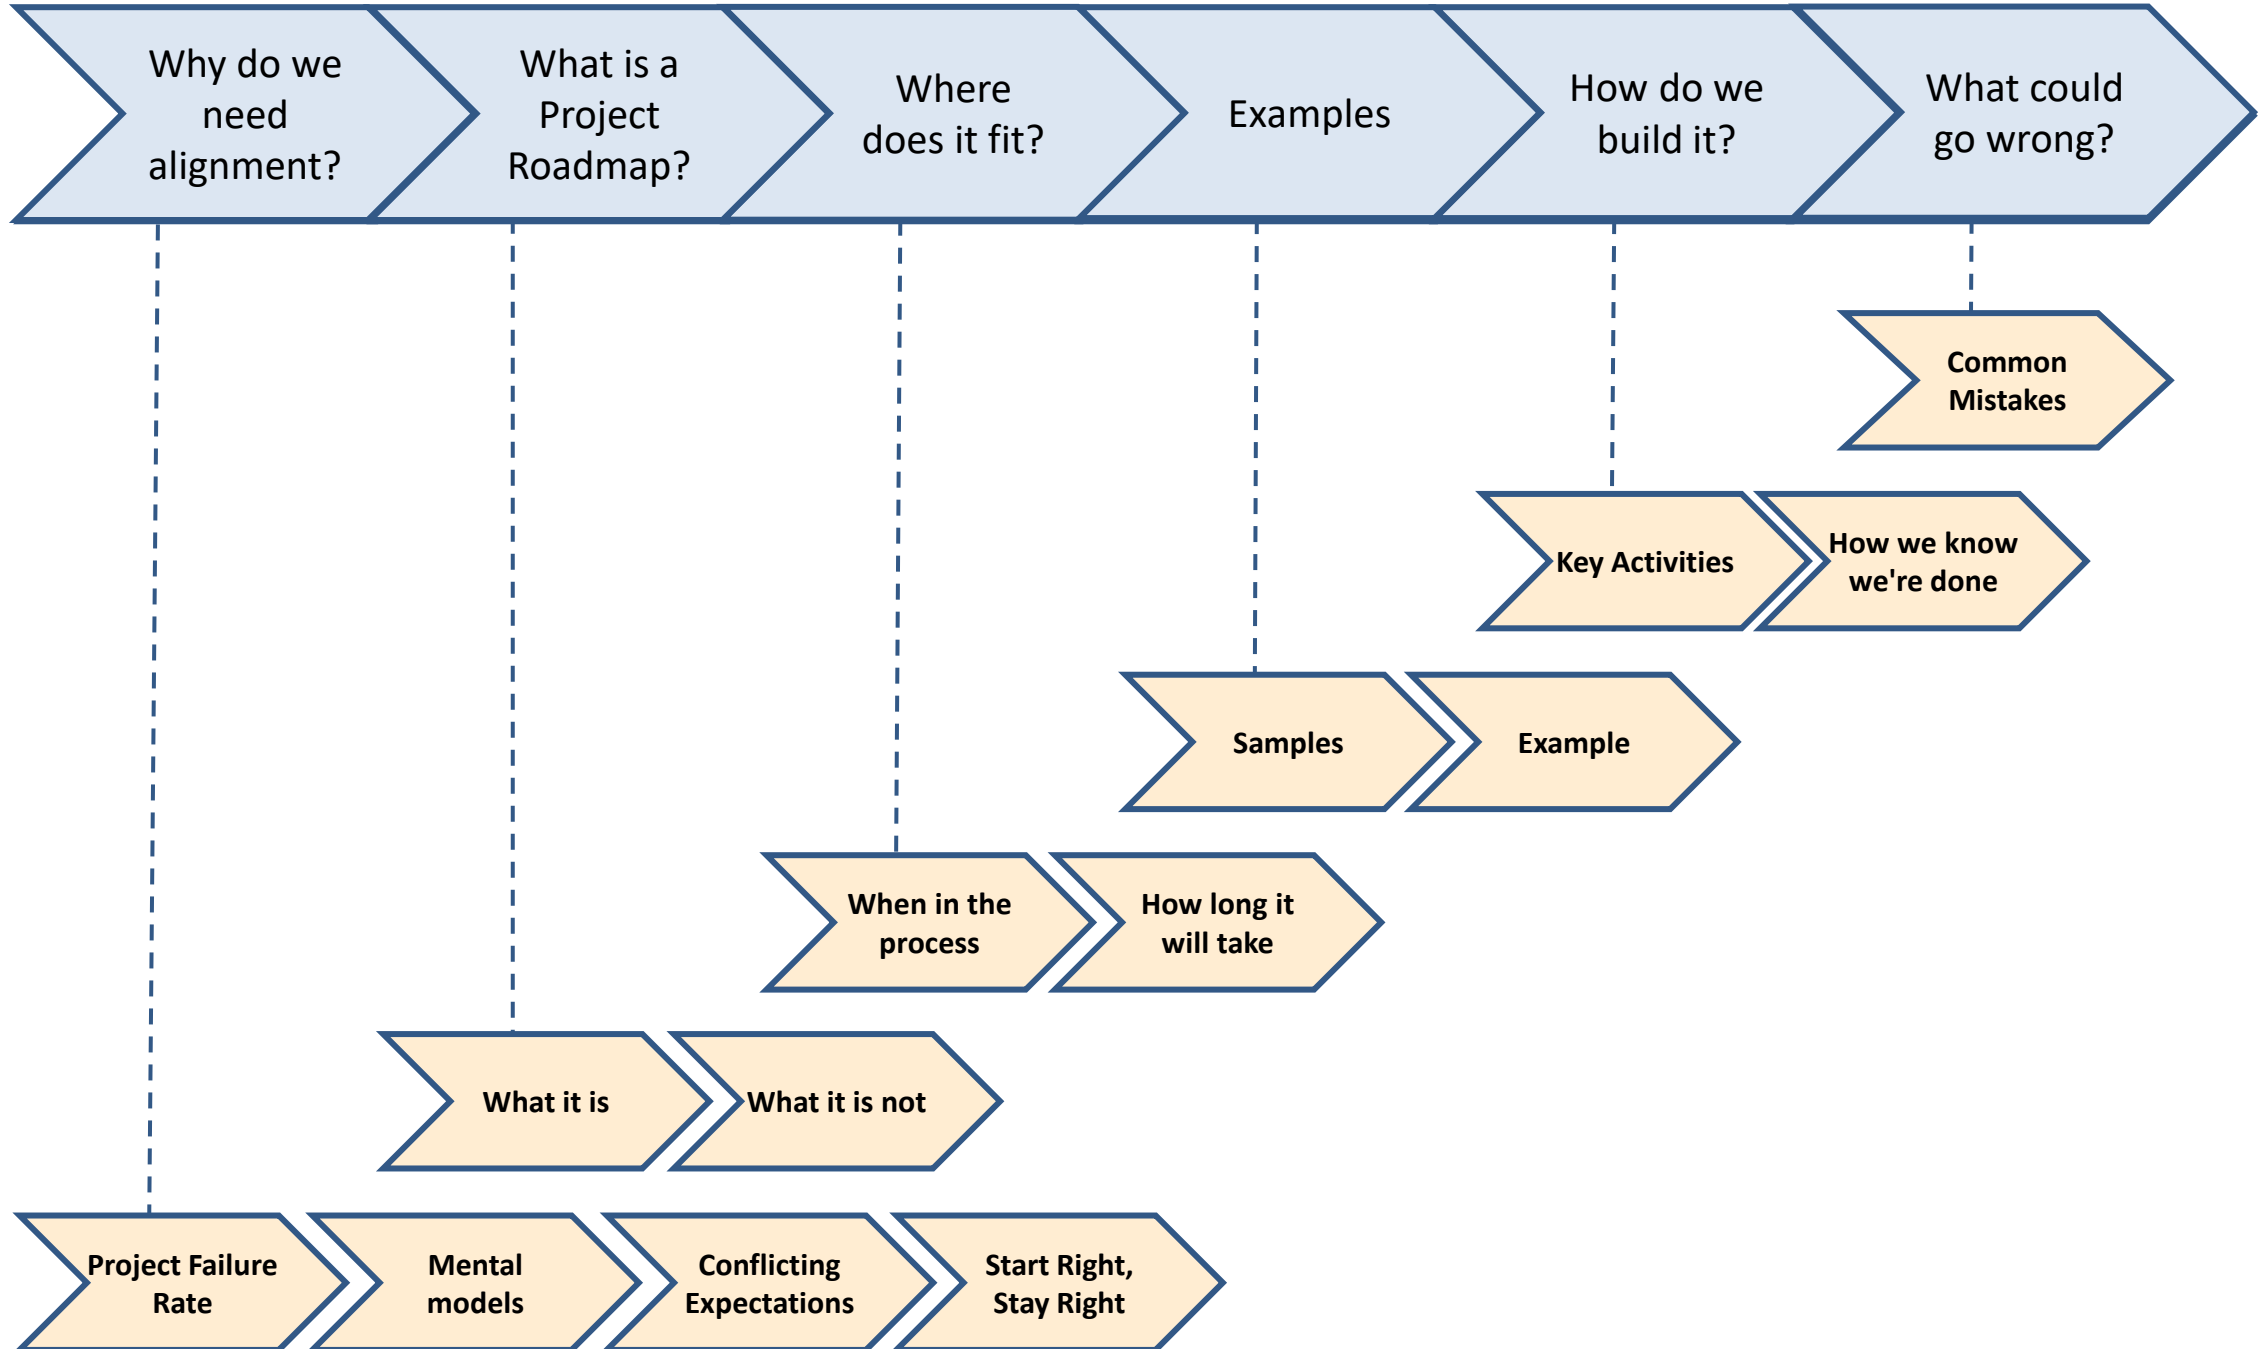 Why do we
need
alignment?
What is a
Project
Roadmap?
Where
does it fit?
Examples
How do we
build it?
What could
go wrong?
Common
Mistakes
Key Activities
How we know
we're done
Samples
Example
When in the
process
How long it
will take
What it is
What it is not
Project Failure
Rate
Mental
models
Conflicting
Expectations
Start Right,
Stay Right